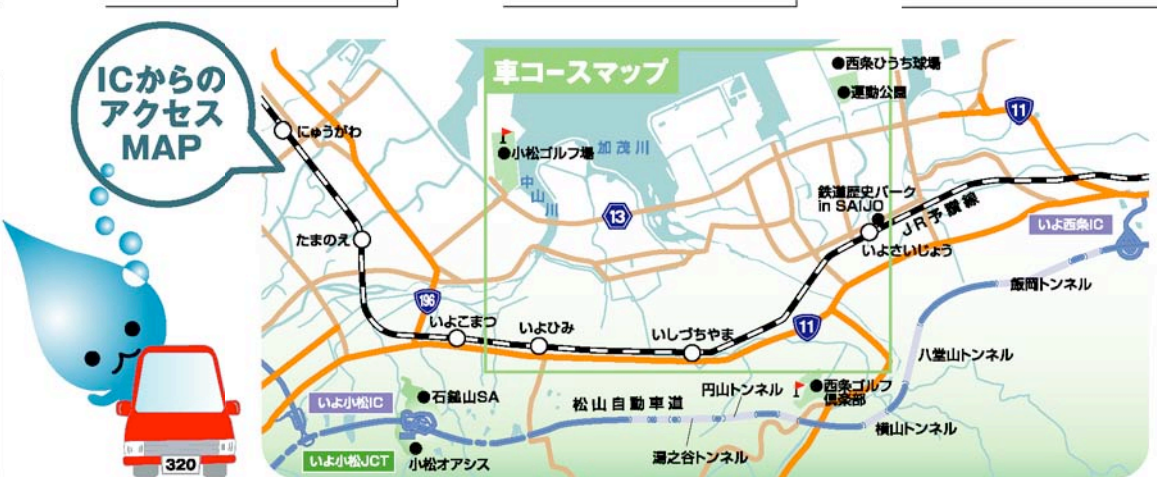 ICからの
アクセス
MAP
車コースマップ
西条ひうち球場
運動公園
11
にゅうがわ
小松ゴルフ場
加茂川
中山川
13
鉄道歴史パーク
in SAIJO
JR予讃線
いよ西条IC
たまのえ
いよさいじょう
飯岡トンネル
196
いよこまつ
いよひみ
いしづちやま
11
八堂山トンネル
石鎚山SA
いよ小松IC
松山自動車道
円山トンネル
西条ゴルフ
倶楽部
横山トンネル
湯之谷トンネル
いよ小松JCT
小松オアシス
320